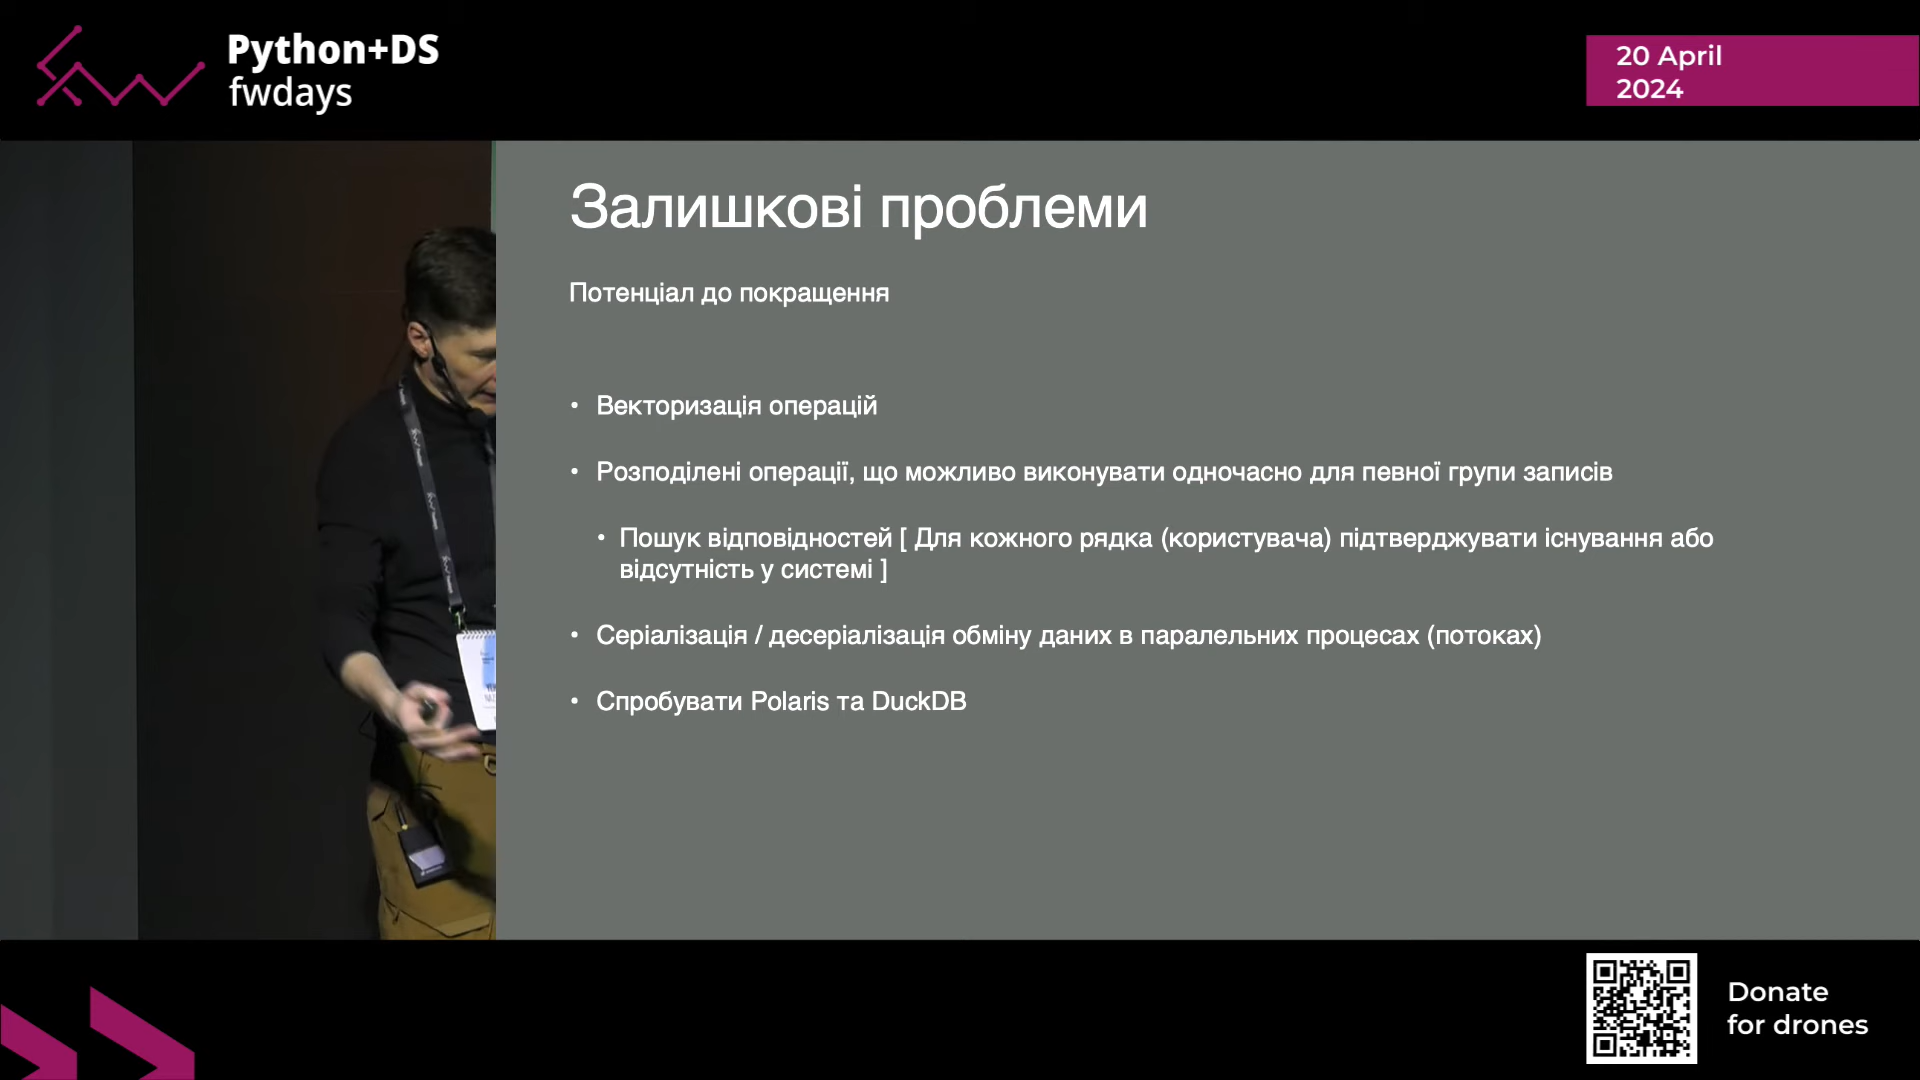 Python+DS
fwdays
20 April
2024
Залишкові проблеми
Потенціал до покращення
• Векторизація операцій
• Розподілені операції, що можливо виконувати одночасно для певної групи записів
• Пошук відповідностей [ Для кожного рядка (користувача) підтверджувати існування або
відсутність у системі ]
• Серіалізація / десеріалізація обміну даних в паралельних процесах (потоках)
• Спробувати Polaris та DuckDB
Donate
for drones